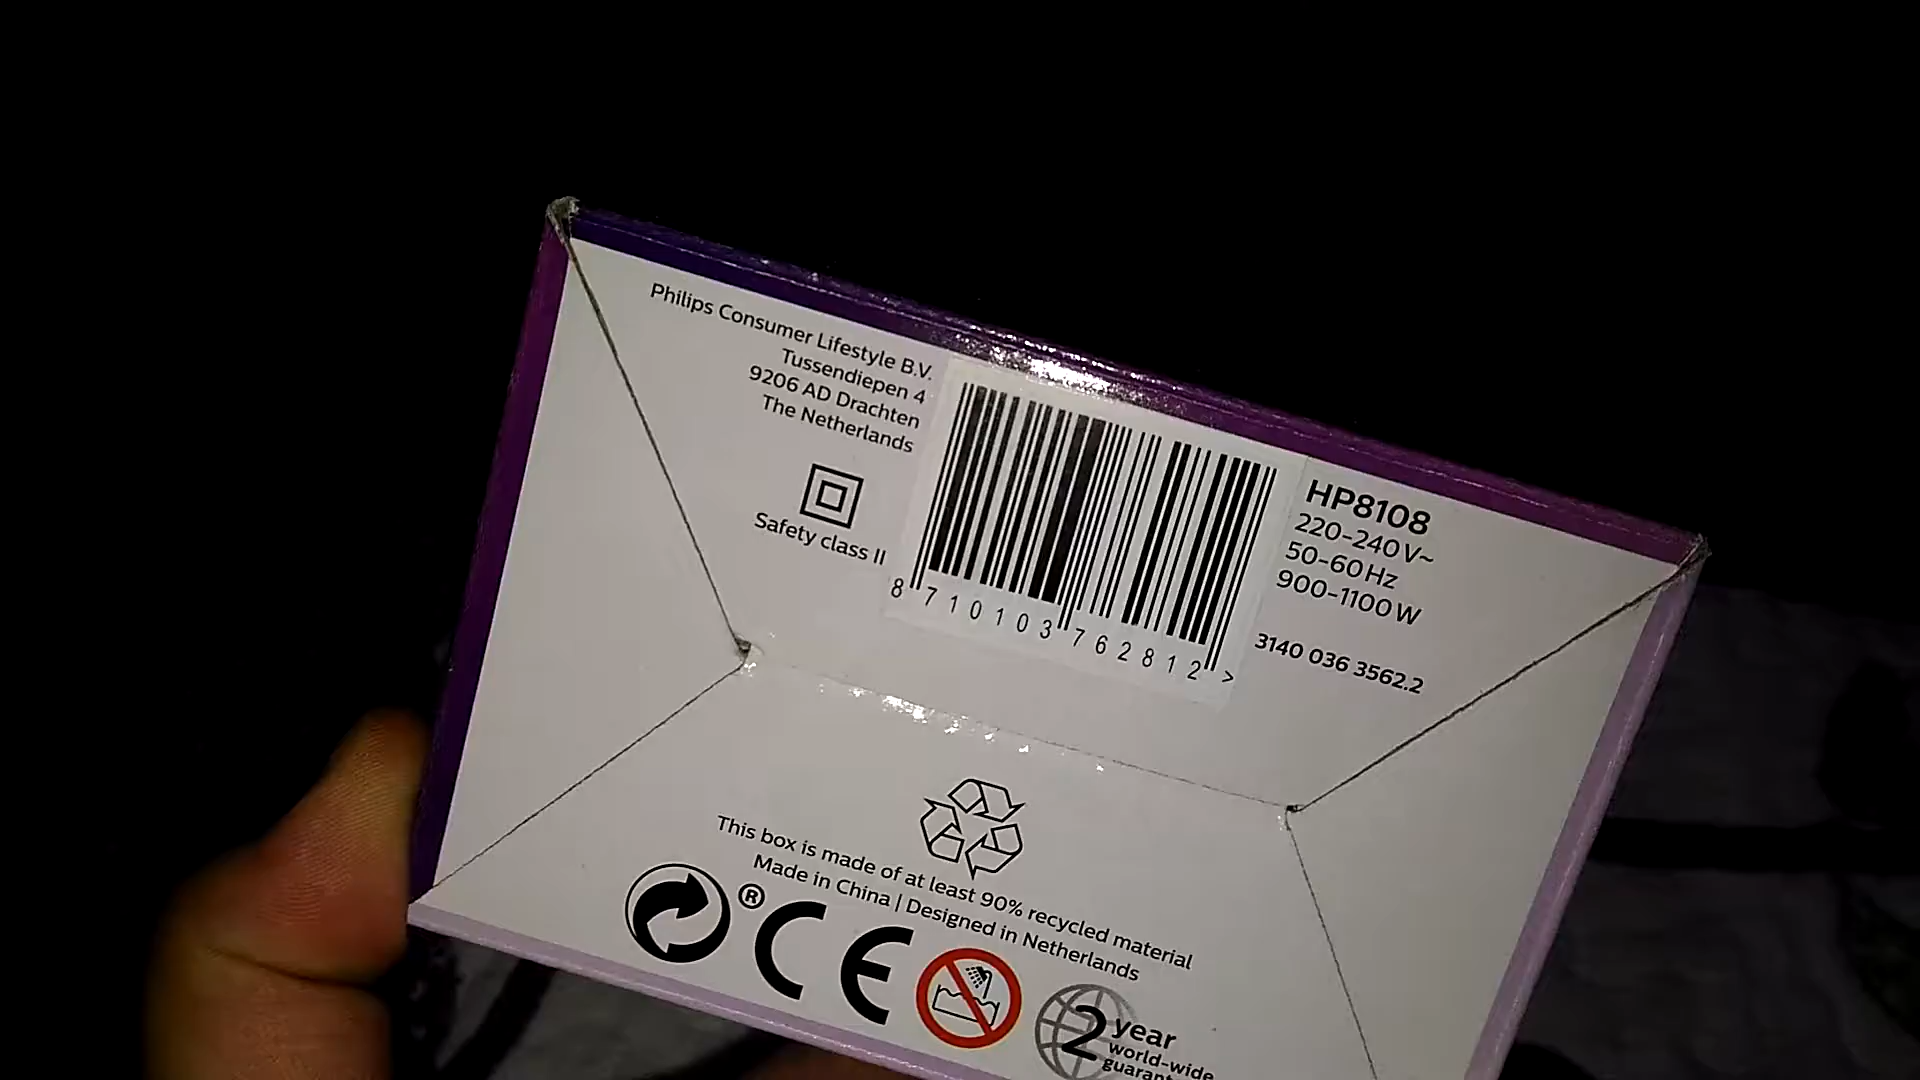 Philips Consumer Lifestyle B.V.
Tussendiepen 4
9206 AD Drachten
The Netherlands
Safety class II
8 710103 762812 >
HP8108
220-240V~
50-60Hz
900-1100W
3140 036 3562.2
This box is made of at least 90% recycled material
Made in China | Designed in Netherlands
® CE
2 year
world-wide